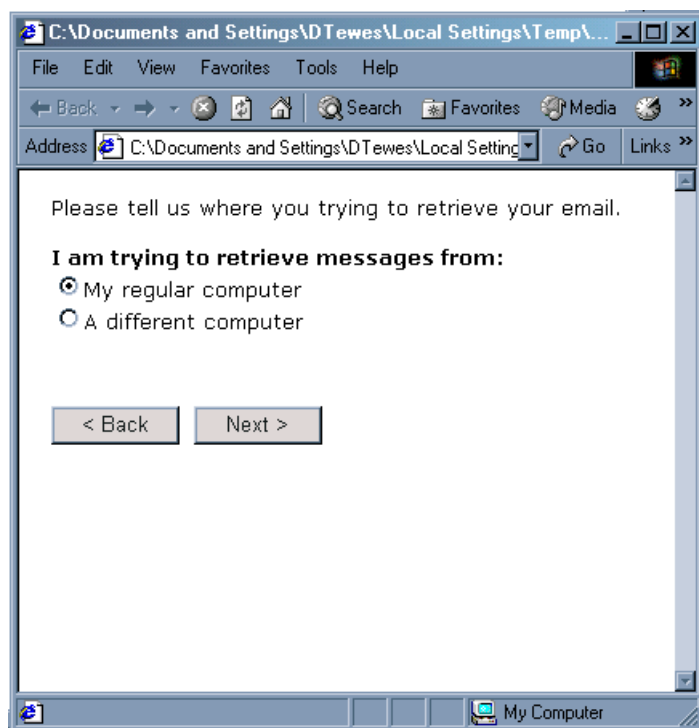 C:\Documents and Settings\DTewes\Local Settings\Temp\...
File Edit View Favorites Tools Help
Back Search Favorites Media »
Address C:\Documents and Settings\DTewes\Local Setting Go Links »
Please tell us where you trying to retrieve your email.
I am trying to retrieve messages from:
My regular computer
A different computer
< Back Next >
My Computer